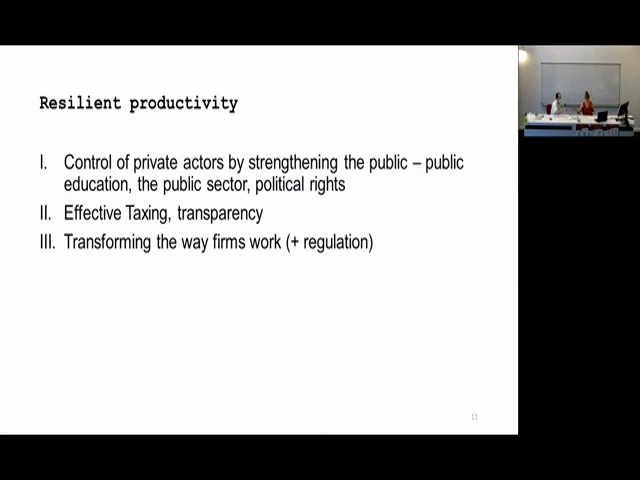 Resilient productivity
I. Control of private actors by strengthening the public – public
education, the public sector, political rights
II. Effective Taxing, transparency
III. Transforming the way firms work (+ regulation)
11